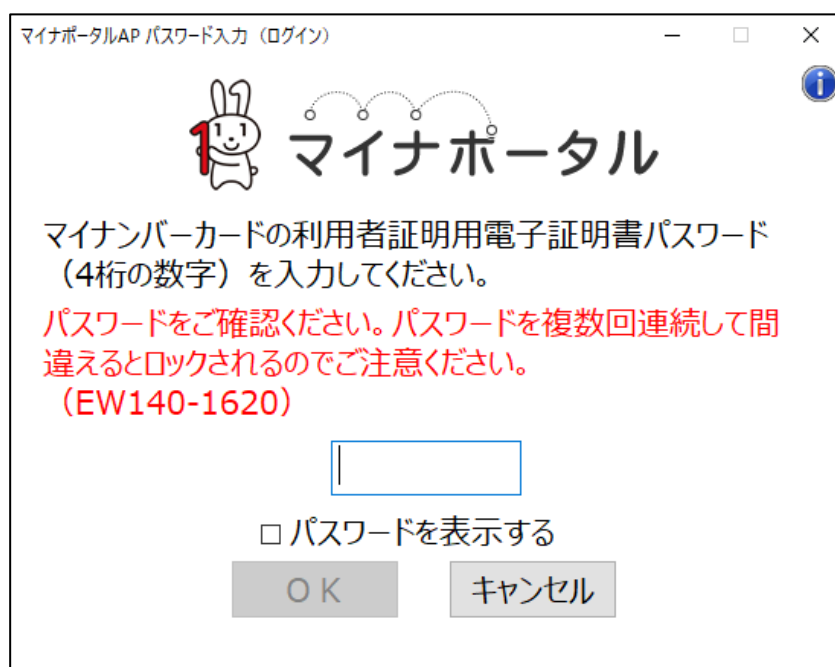 マイナポータルAP パスワード入力（ログイン）
マイナポータル
マイナンバーカードの利用者証明用電子証明書パスワード
（4桁の数字）を入力してください。
パスワードをご確認ください。パスワードを複数回連続して間
違えるとロックされるのでご注意ください。
（EW140-1620）
パスワードを表示する
ＯＫ
キャンセル